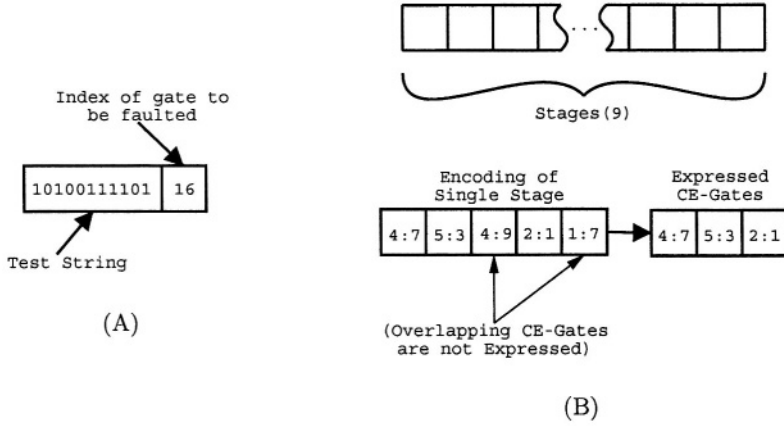 Index of gate to
be faulted
10100111101 16
Test String
(A)
...
Stages(9)
Encoding of
Single Stage
4:7 5:3 4:9 2:1 1:7
Expressed
CE-Gates
4:7 5:3 2:1
(Overlapping CE-Gates
are not Expressed)
(B)